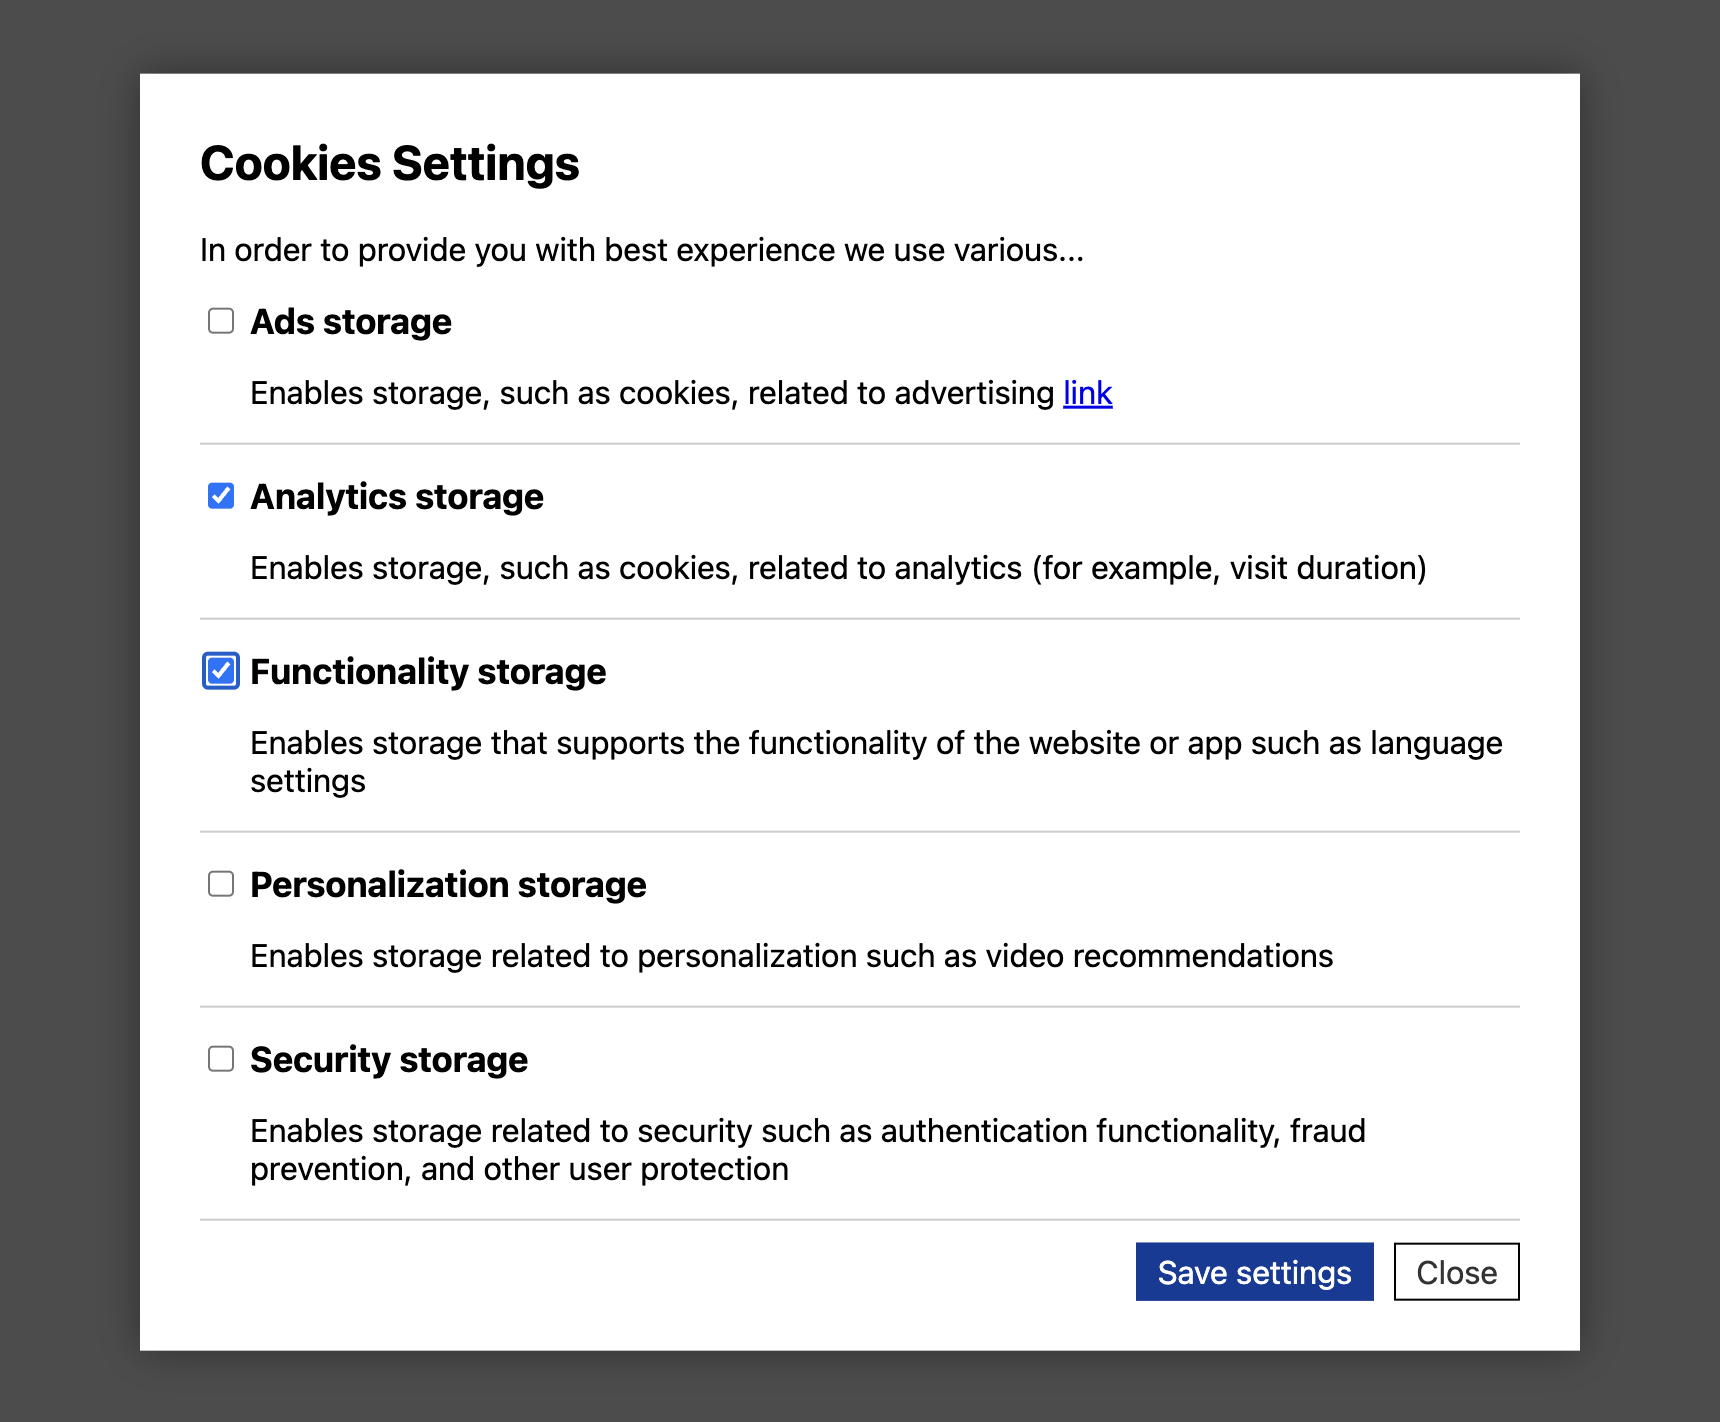 Cookies Settings
In order to provide you with best experience we use various...
Ads storage
Enables storage, such as cookies, related to advertising link
Analytics storage
Enables storage, such as cookies, related to analytics (for example, visit duration)
Functionality storage
Enables storage that supports the functionality of the website or app such as language
settings
Personalization storage
Enables storage related to personalization such as video recommendations
Security storage
Enables storage related to security such as authentication functionality, fraud
prevention, and other user protection
Save settings
Close